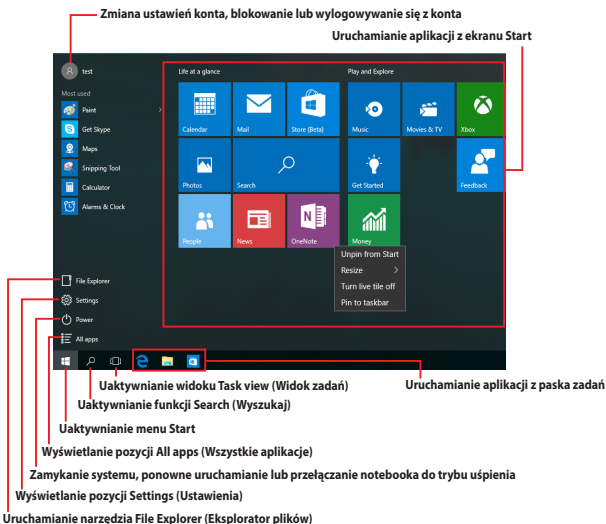 Zmiana ustawień konta, blokowanie lub wylogowywanie się z konta
Uruchamianie aplikacji z ekranu Start
test
Most used
Paint
Get Skype
Maps
Snipping Tool
Calculator
Alarms & Clock
File Explorer
Settings
Power
All apps
Life at a glance
Play and Explore
Calendar
Mail
Store (Beta)
Music
Movies & TV
Xbox
Photos
Search
Get Started
Feedback
People
News
OneNote
Money
Unpin from Start
Resize
Turn live tile off
Pin to taskbar
Uaktywnianie widoku Task view (Widok zadań)
Uruchamianie aplikacji z paska zadań
Uaktywnianie funkcji Search (Wyszukaj)
Uaktywnianie menu Start
Wyświetlanie pozycji All apps (Wszystkie aplikacje)
Zamykanie systemu, ponowne uruchamianie lub przełączanie notebooka do trybu uśpienia
Wyświetlanie pozycji Settings (Ustawienia)
Uruchamianie narzędzia File Explorer (Eksplorator plików)